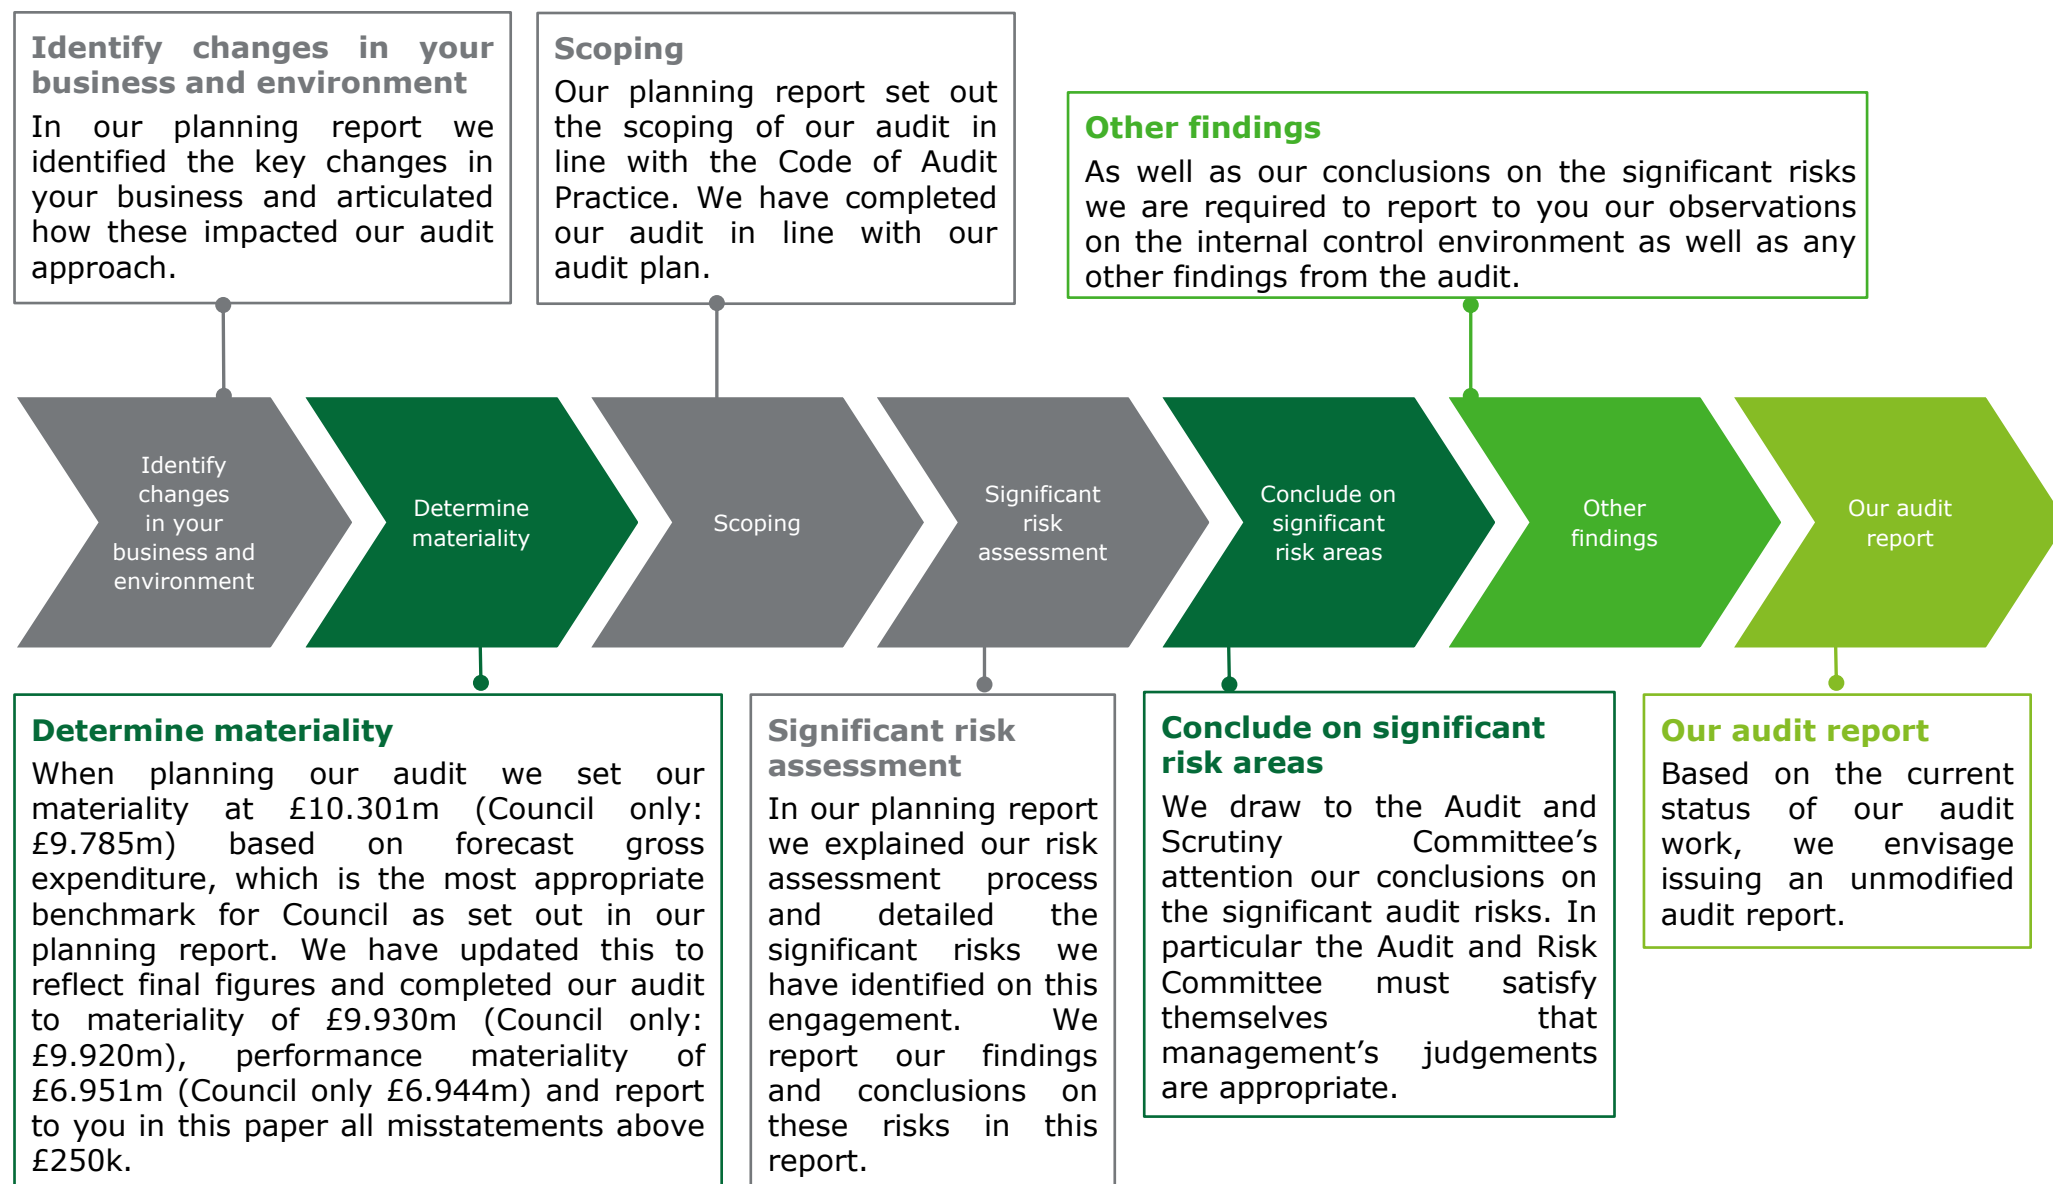 Identify changes in your
business and environment
In our planning report we
identified the key changes in
your business and articulated
how these impacted our audit
approach.
Scoping
Our planning report set out
the scoping of our audit in
line with the Code of Audit
Practice. We have completed
our audit in line with our
audit plan.
Other findings
As well as our conclusions on the significant risks
we are required to report to you our observations
on the internal control environment as well as any
other findings from the audit.
Identify
changes
in your
business and
environment
Determine
materiality
Scoping
Significant
risk
assessment
Conclude on
significant
risk areas
Other
findings
Our audit
report
Determine materiality
When planning our audit we set our
materiality at £10.301m (Council only:
£9.785m) based on forecast gross
expenditure, which is the most appropriate
benchmark for Council as set out in our
planning report. We have updated this to
reflect final figures and completed our audit
to materiality of £9.930m (Council only:
£9.920m), performance materiality of
£6.951m (Council only £6.944m) and report
to you in this paper all misstatements above
£250k.
Significant risk
assessment
In our planning report
we explained our risk
assessment process
and detailed the
significant risks we
have identified on this
engagement. We
report our findings
and conclusions on
these risks in this
report.
Conclude on significant
risk areas
We draw to the Audit and
Scrutiny Committee’s
attention our conclusions on
the significant audit risks. In
particular the Audit and Risk
Committee must satisfy
themselves that
management’s judgements
are appropriate.
Our audit report
Based on the current
status of our audit
work, we envisage
issuing an unmodified
audit report.